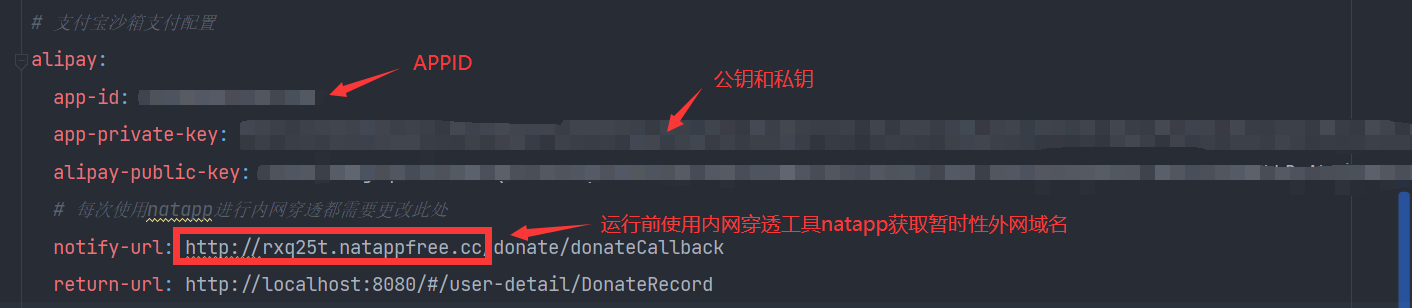 # 支付宝沙箱支付配置
alipay:
APPID
app-id:
公钥和私钥
app-private-key:
alipay-public-key:
# 每次使用natapp进行内网穿透都需要更改此处
运行前使用内网穿透工具natapp获取暂时性外网域名
notify-url: http://rxq25t.natappfree.cc/donate/donateCallback
return-url: http://localhost:8080/#/user-detail/DonateRecord